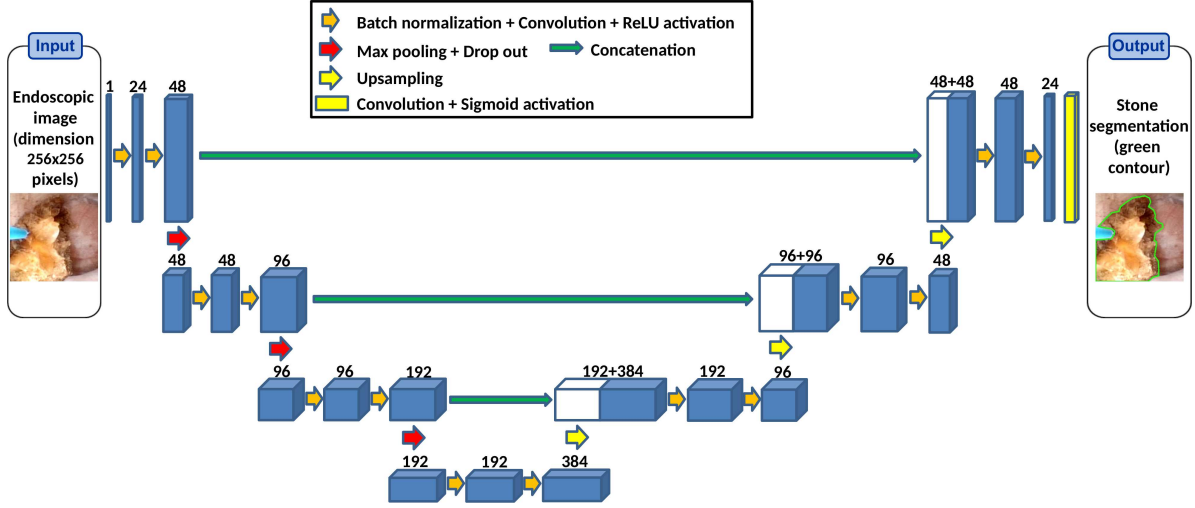 Batch normalization + Convolution + ReLU activation
Max pooling + Drop out
Concatenation
Upsampling
Convolution + Sigmoid activation
Input
Endoscopic
image
(dimension
256x256
pixels)
Output
Stone
segmentation
(green
contour)
1 24 48
48+48 48 24
48 48 96
96+96 96 48
96 96 192
192+384 192 96
192 192 384